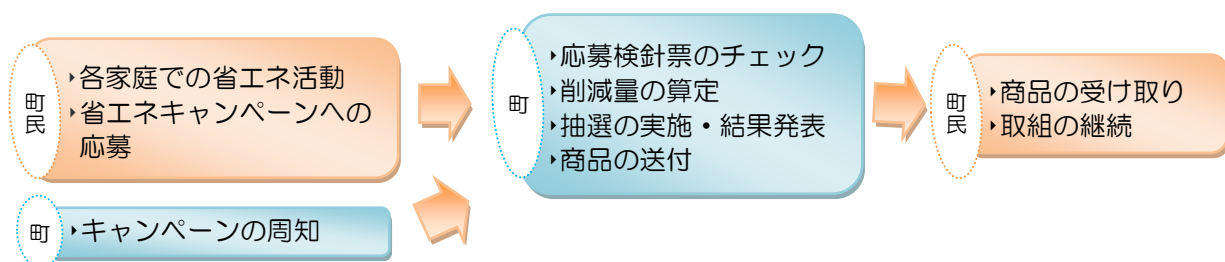 町民
‣各家庭での省エネ活動
‣省エネキャンペーンへの
応募
町
‣キャンペーンの周知
町
‣応募検針票のチェック
‣削減量の算定
‣抽選の実施・結果発表
‣商品の送付
町民
‣商品の受け取り
‣取組の継続